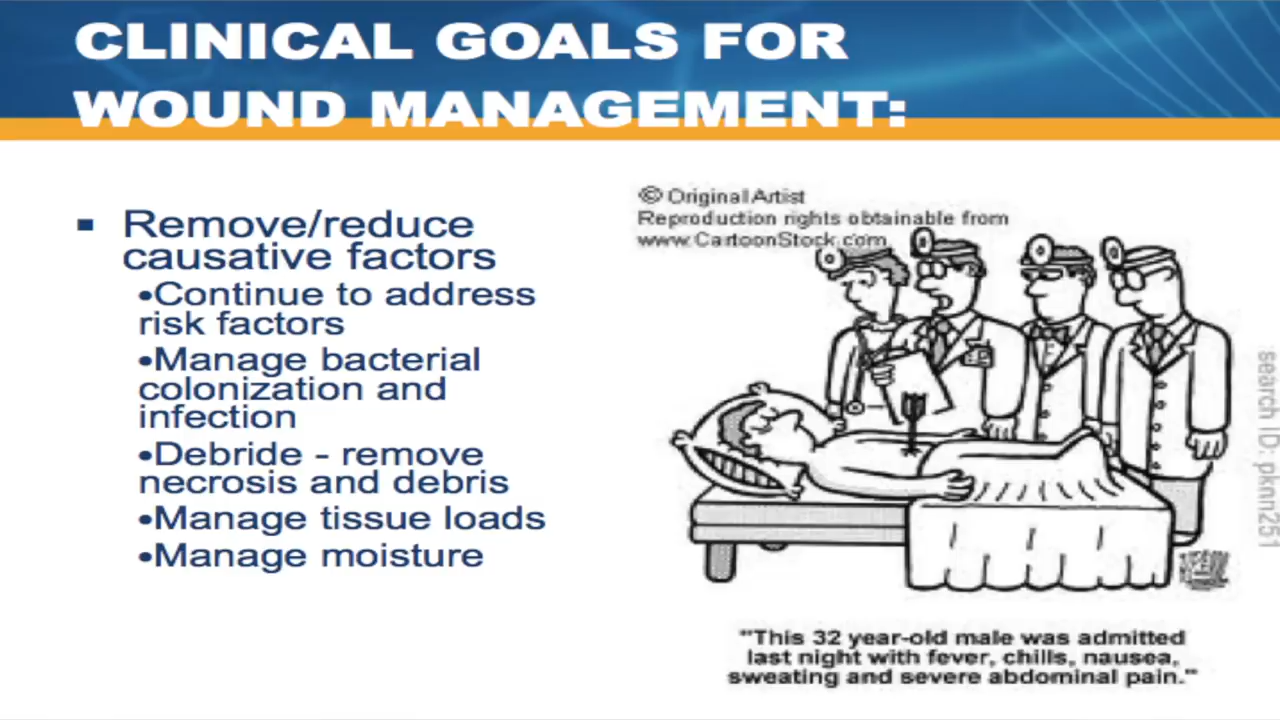 CLINICAL GOALS FOR
WOUND MANAGEMENT:
▪ Remove/reduce
causative factors
•Continue to address
risk factors
•Manage bacterial
colonization and
infection
•Debride - remove
necrosis and debris
•Manage tissue loads
•Manage moisture
© Original Artist
Reproduction rights obtainable from
www.CartoonStock.com
search ID: pknn251
"This 32 year-old male was admitted
last night with fever, chills, nausea,
sweating and severe abdominal pain."